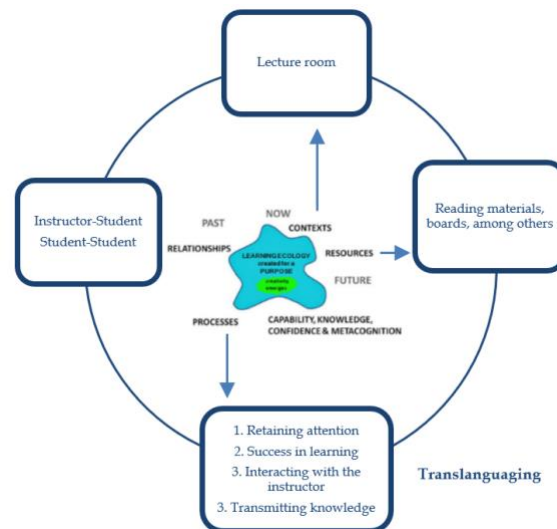 Lecture room
Instructor-Student
Student-Student
Reading materials,
boards, among others
PAST
NOW
CONTEXTS
RELATIONSHIPS
RESOURCES
LEARNING ECOLOGY
created for a
PURPOSE
creativity
emerges
FUTURE
PROCESSES
CAPABILITY, KNOWLEDGE,
CONFIDENCE & METACOGNITION
1. Retaining attention
2. Success in learning
3. Interacting with the
instructor
3. Transmitting knowledge
Translanguaging